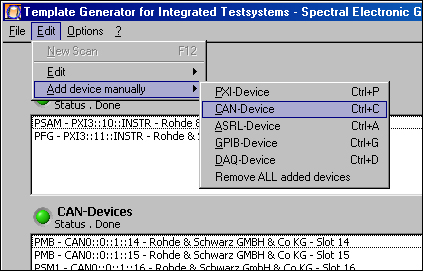 Template Generator for Integrated Testsystems - Spectral Electronic G
File Edit Options ?
New Scan F12
Edit
Add device manually
PXI-Device Ctrl+P
CAN-Device Ctrl+C
ASRL-Device Ctrl+A
GPIB-Device Ctrl+G
DAQ-Device Ctrl+D
Remove ALL added devices
Status . Done
PSAM - PXI3::10::INSTR - Rohde
PFG - PXI3::11::INSTR - Rohde &
CAN-Devices
Status . Done
PMB - CAN0::0::1::14 - Rohde & Schwarz GMBH & Co KG - Slot 14
PMB - CAN0::0::1::15 - Rohde & Schwarz GMBH & Co KG - Slot 15
PSM1 - CAN0::0::1::16 - Rohde & Schwarz GMBH & Co KG - Slot 16